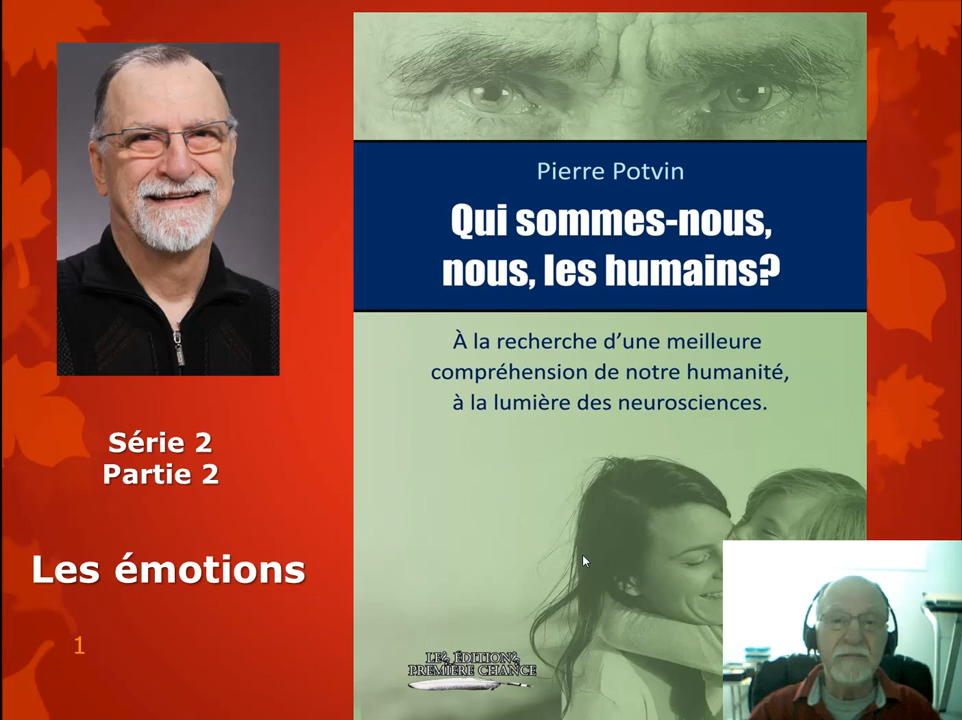 Pierre Potvin
Qui sommes-nous,
nous, les humains?
À la recherche d'une meilleure
compréhension de notre humanité,
à la lumière des neurosciences.
Série 2
Partie 2
Les émotions
1
LES ÉDITIONS
PREMIÈRE CHANCE